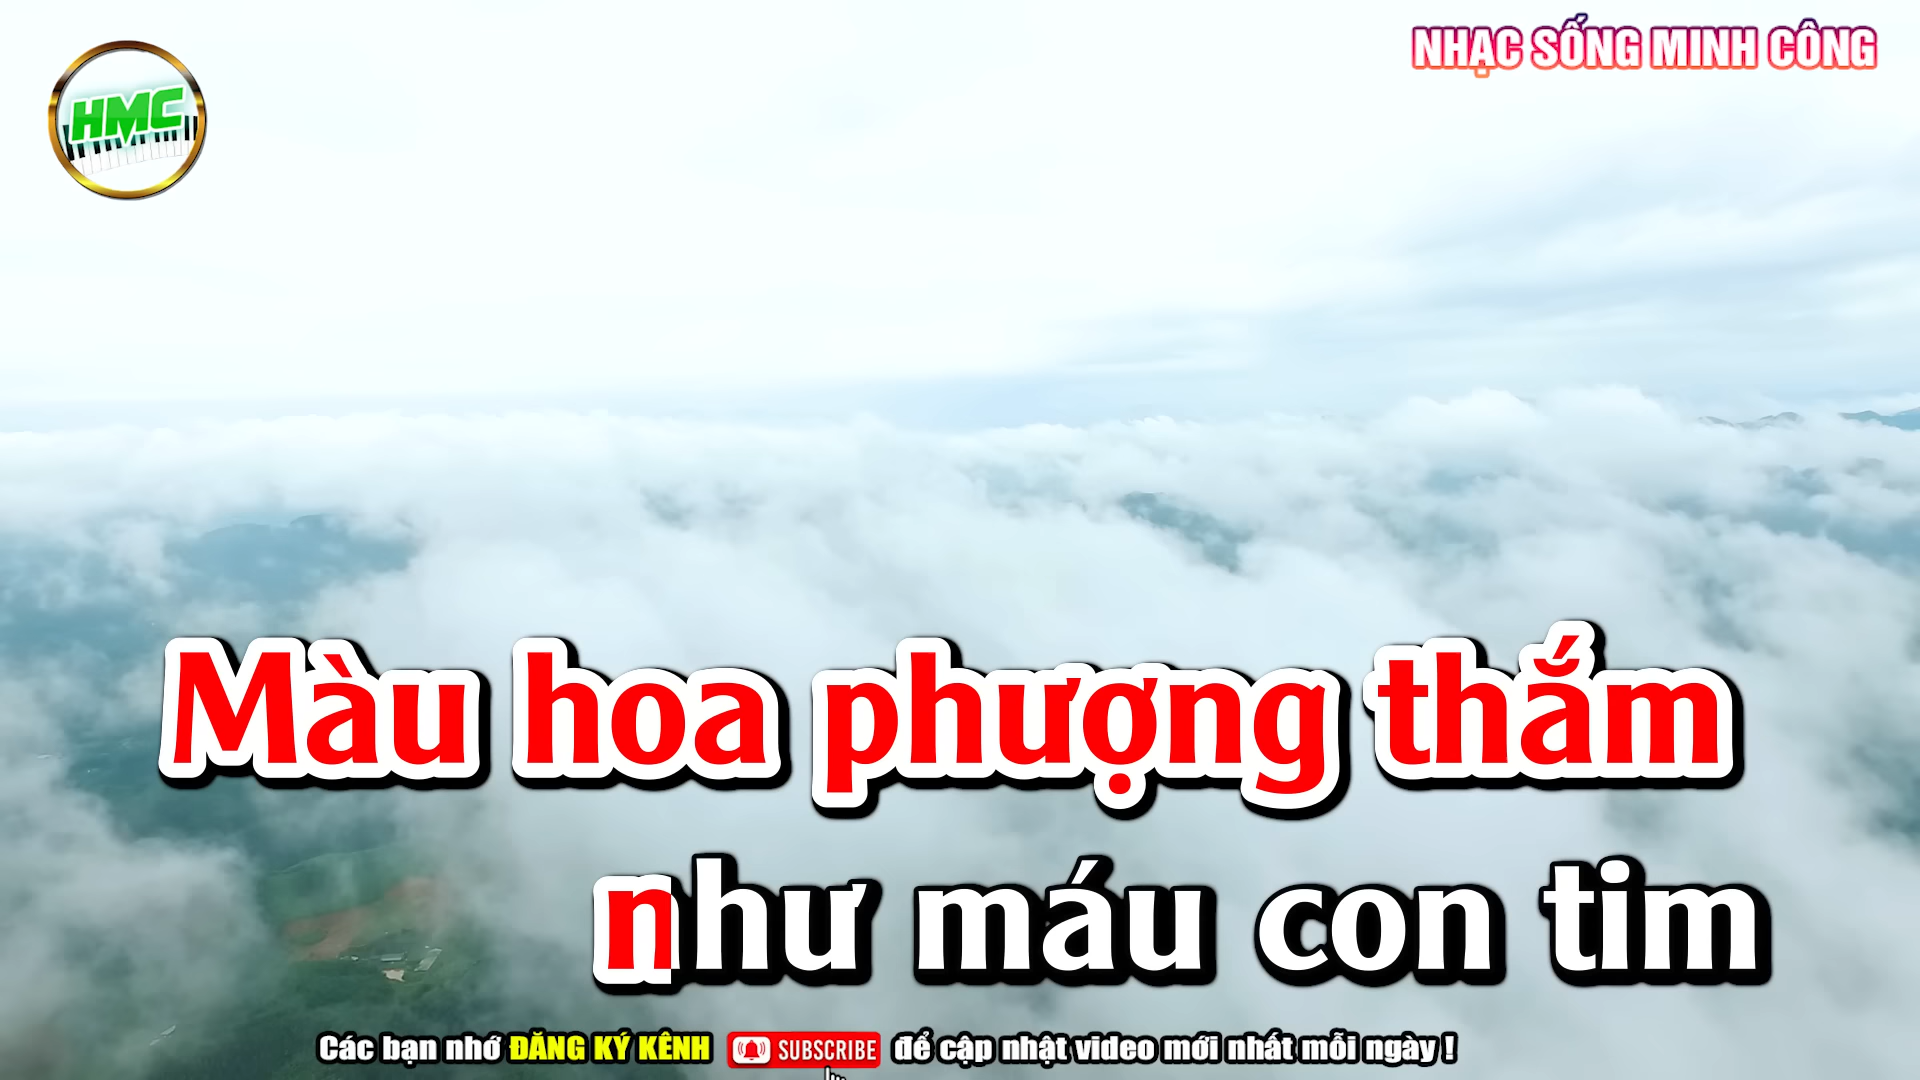 NHẠC SỐNG MINH CÔNG
HMC
Màu hoa phượng thắm
như máu con tim
Các bạn nhớ ĐĂNG KÝ KÊNH SUBSCRIBE để cập nhật video mới nhất mỗi ngày !